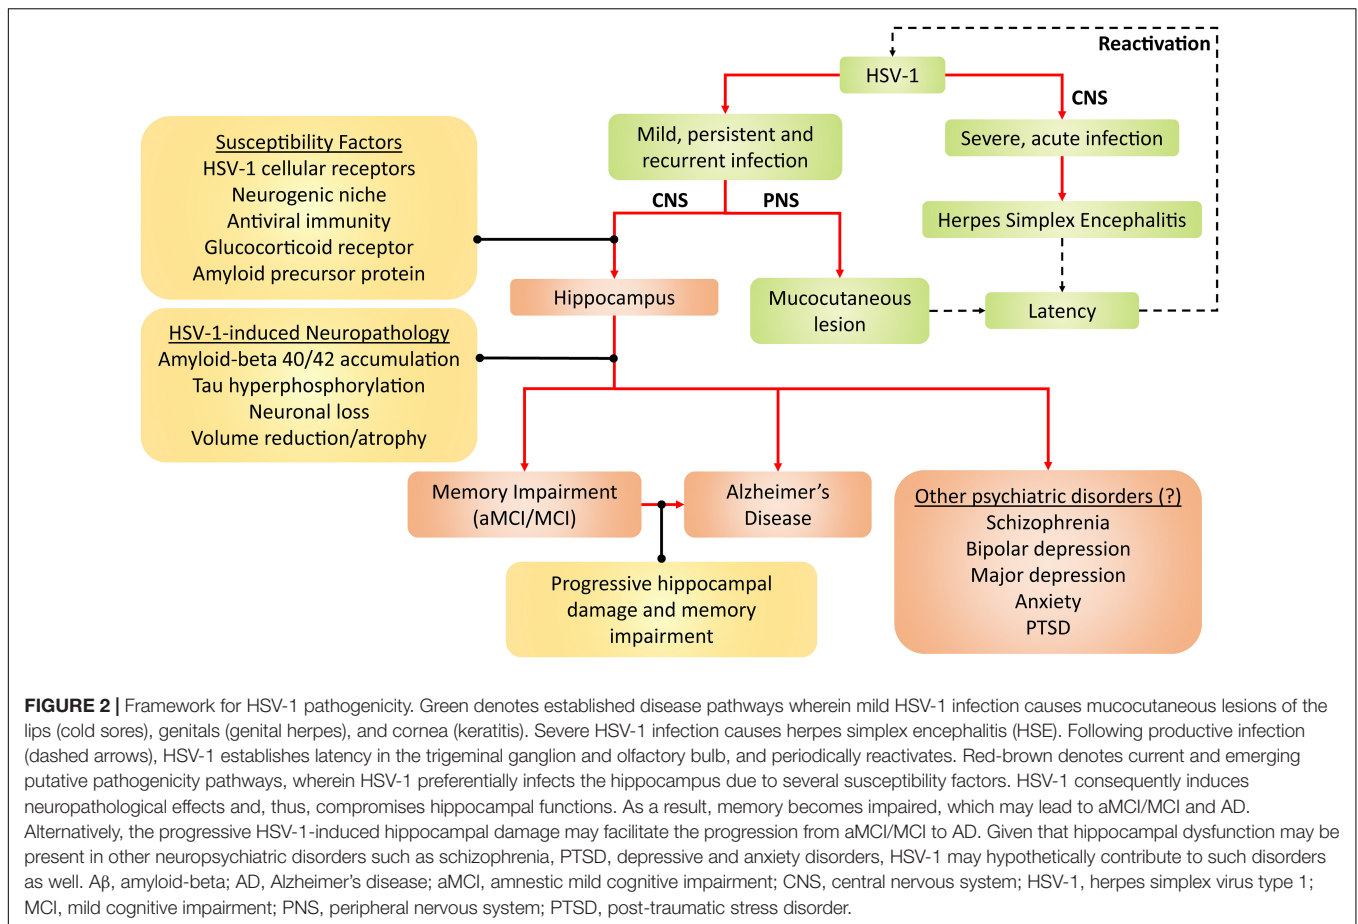 Reactivation
HSV-1
CNS
Mild, persistent and
recurrent infection
Severe, acute infection
Susceptibility Factors
HSV-1 cellular receptors
Neurogenic niche
Antiviral immunity
Glucocorticoid receptor
Amyloid precursor protein
CNS
PNS
Herpes Simplex Encephalitis
Hippocampus
Mucocutaneous
lesion
Latency
HSV-1-induced Neuropathology
Amyloid-beta 40/42 accumulation
Tau hyperphosphorylation
Neuronal loss
Volume reduction/atrophy
Memory Impairment
(aMCI/MCI)
Alzheimer's
Disease
Other psychiatric disorders (?)
Schizophrenia
Bipolar depression
Major depression
Anxiety
PTSD
Progressive hippocampal
damage and memory
impairment
FIGURE 2 | Framework for HSV-1 pathogenicity. Green denotes established disease pathways wherein mild HSV-1 infection causes mucocutaneous lesions of the
lips (cold sores), genitals (genital herpes), and cornea (keratitis). Severe HSV-1 infection causes herpes simplex encephalitis (HSE). Following productive infection
(dashed arrows), HSV-1 establishes latency in the trigeminal ganglion and olfactory bulb, and periodically reactivates. Red-brown denotes current and emerging
putative pathogenicity pathways, wherein HSV-1 preferentially infects the hippocampus due to several susceptibility factors. HSV-1 consequently induces
neuropathological effects and, thus, compromises hippocampal functions. As a result, memory becomes impaired, which may lead to aMCI/MCI and AD.
Alternatively, the progressive HSV-1-induced hippocampal damage may facilitate the progression from aMCI/MCI to AD. Given that hippocampal dysfunction may be
present in other neuropsychiatric disorders such as schizophrenia, PTSD, depressive and anxiety disorders, HSV-1 may hypothetically contribute to such disorders
as well. Aβ, amyloid-beta; AD, Alzheimer's disease; aMCI, amnestic mild cognitive impairment; CNS, central nervous system; HSV-1, herpes simplex virus type 1;
MCI, mild cognitive impairment; PNS, peripheral nervous system; PTSD, post-traumatic stress disorder.